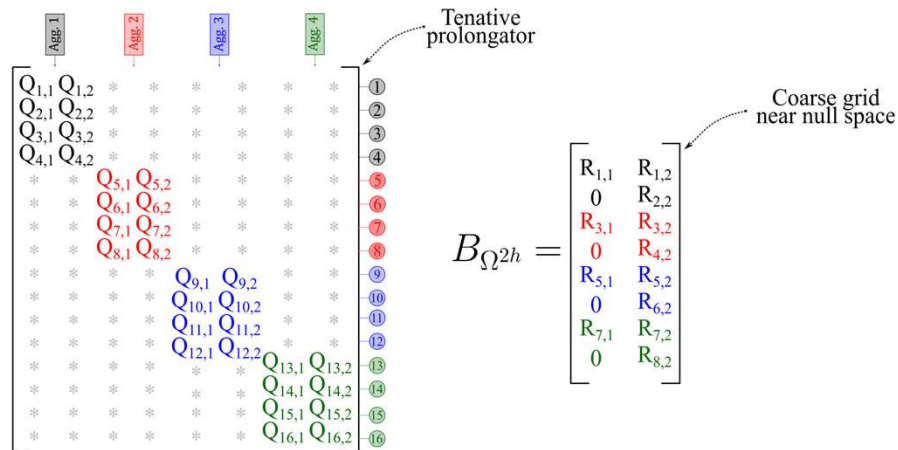 Agg. 1 Agg. 2 Agg. 3 Agg. 4
Tenative
prolongator
Q1,1 Q1,2 * * * * * * 1
Q2,1 Q2,2 * * * * * * 2
Q3,1 Q3,2 * * * * * * 3
Q4,1 Q4,2 * * * * * * 4
* * Q5,1 Q5,2 * * * * 5
* * Q6,1 Q6,2 * * * * 6
* * Q7,1 Q7,2 * * * * 7
* * Q8,1 Q8,2 * * * * 8
* * * * Q9,1 Q9,2 * * 9
* * * * Q10,1 Q10,2 * * 10
* * * * Q11,1 Q11,2 * * 11
* * * * Q12,1 Q12,2 * * 12
* * * * * * Q13,1 Q13,2 13
* * * * * * Q14,1 Q14,2 14
* * * * * * Q15,1 Q15,2 15
* * * * * * Q16,1 Q16,2 16
Coarse grid
near null space
BΩ2h =
R1,1 R1,2
0 R2,2
R3,1 R3,2
0 R4,2
R5,1 R5,2
0 R6,2
R7,1 R7,2
0 R8,2